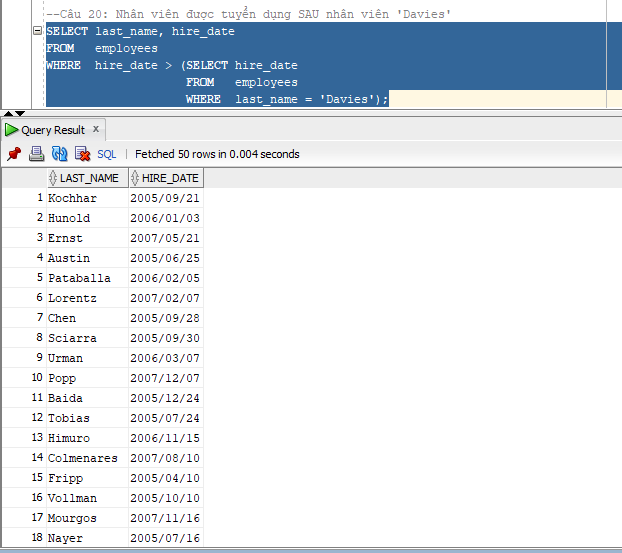 --Câu 20: Nhân viên được tuyển dụng SAU nhân viên 'Davies'
SELECT last_name, hire_date
FROM employees
WHERE hire_date > (SELECT hire_date
FROM employees
WHERE last_name = 'Davies');
Query Result x
SQL | Fetched 50 rows in 0.004 seconds
LAST_NAME HIRE_DATE
1 Kochhar 2005/09/21
2 Hunold 2006/01/03
3 Ernst 2007/05/21
4 Austin 2005/06/25
5 Pataballa 2006/02/05
6 Lorentz 2007/02/07
7 Chen 2005/09/28
8 Sciarra 2005/09/30
9 Urman 2006/03/07
10 Popp 2007/12/07
11 Baida 2005/12/24
12 Tobias 2005/07/24
13 Himuro 2006/11/15
14 Colmenares 2007/08/10
15 Fripp 2005/04/10
16 Vollman 2005/10/10
17 Mourgos 2007/11/16
18 Nayer 2005/07/16